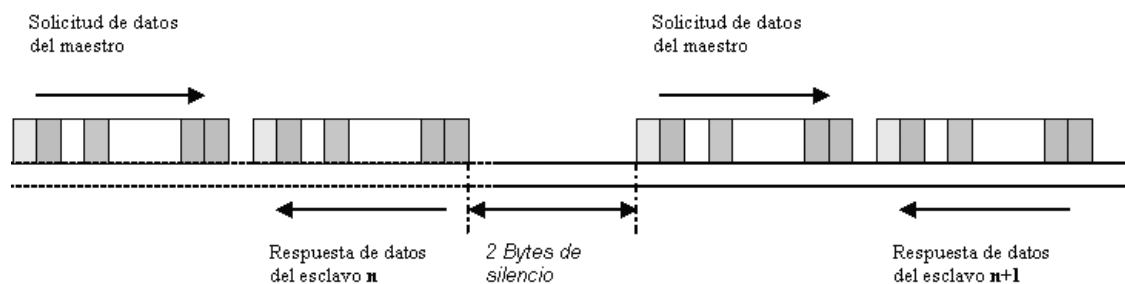 Solicitud de datos
del maestro
Solicitud de datos
del maestro
Respuesta de datos
del esclavo n
2 Bytes de
silencio
Respuesta de datos
del esclavo n+1